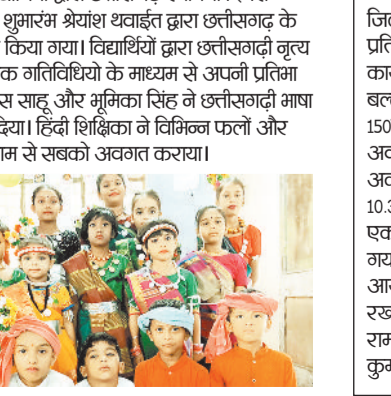 शुभारंभ श्रेयांश थवाईत द्वारा छत्तीसगढ़ के
किया गया। विद्यार्थियों द्वारा छत्तीसगढ़ी नृत्य
क गतिविधियो के माध्यम से अपनी प्रतिभा
स साहू और भूमिका सिंह ने छत्तीसगढ़ी भाषा
दिया। हिंदी शिक्षिका ने विभिन्न फलों और
ाम से सबको अवगत कराया।
जिल
प्रति
का
बल
150
अव
अव
10.3
एक
गय
आय
रख
राम
कुम